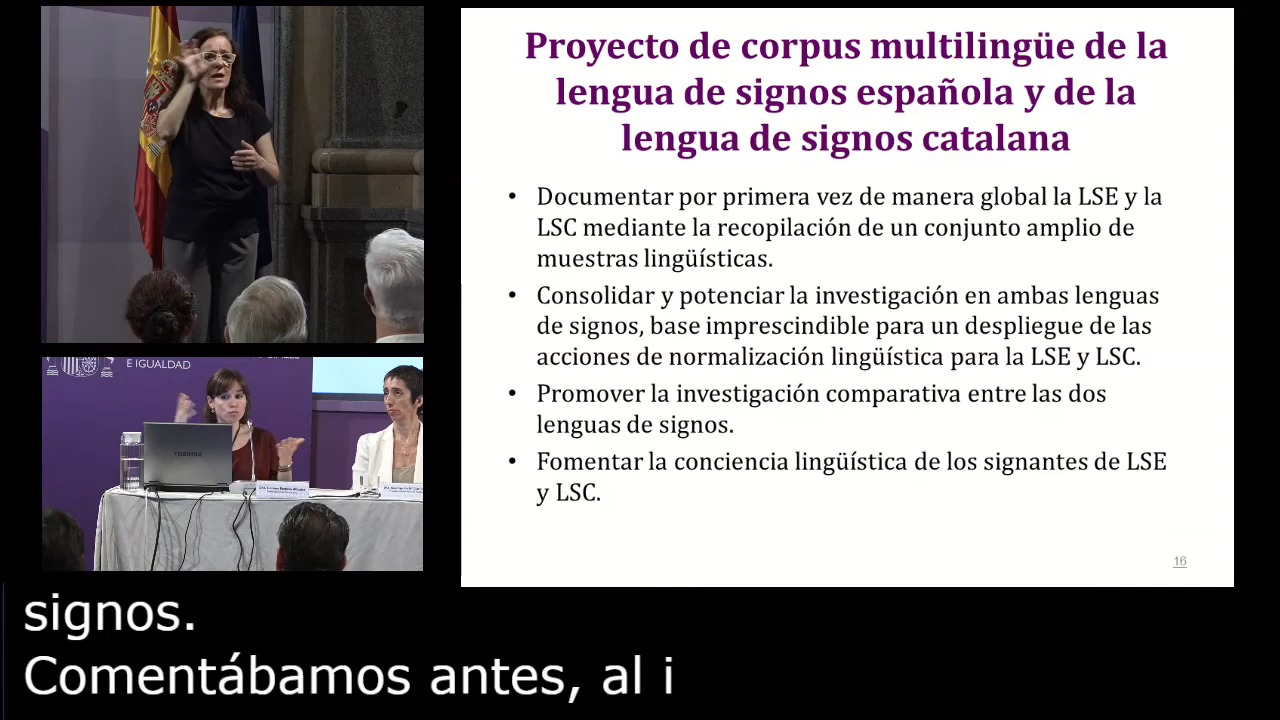 Proyecto de corpus multilingüe de la
lengua de signos española y de la
lengua de signos catalana
• Documentar por primera vez de manera global la LSE y la
LSC mediante la recopilación de un conjunto amplio de
muestras lingüísticas.
• Consolidar y potenciar la investigación en ambas lenguas
de signos, base imprescindible para un despliegue de las
acciones de normalización lingüística para la LSE y LSC.
• Promover la investigación comparativa entre las dos
lenguas de signos.
• Fomentar la conciencia lingüística de los signantes de LSE
y LSC.
16
E IGUALDAD
TOSHIBA
signos.
Comentábamos antes, al i